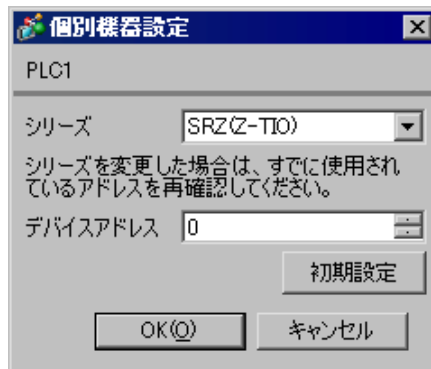 個別機器設定
PLC1
シリーズ SRZ(Z-TIO)
シリーズを変更した場合は、すでに使用され
ているアドレスを再確認してください。
デバイスアドレス 0
初期設定
OK(O) キャンセル